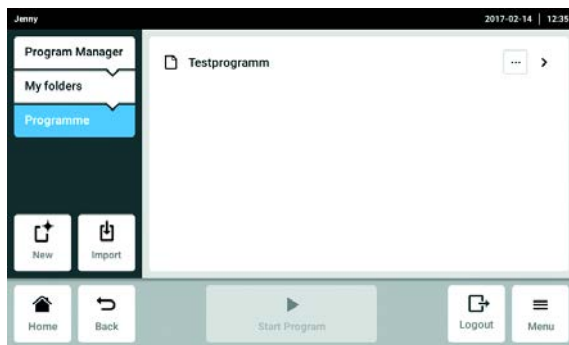 Jenny 2017-02-14 | 12:35
Program Manager
My folders
Programme
Testprogramm ...
New Import
Home Back Start Program Logout Menu